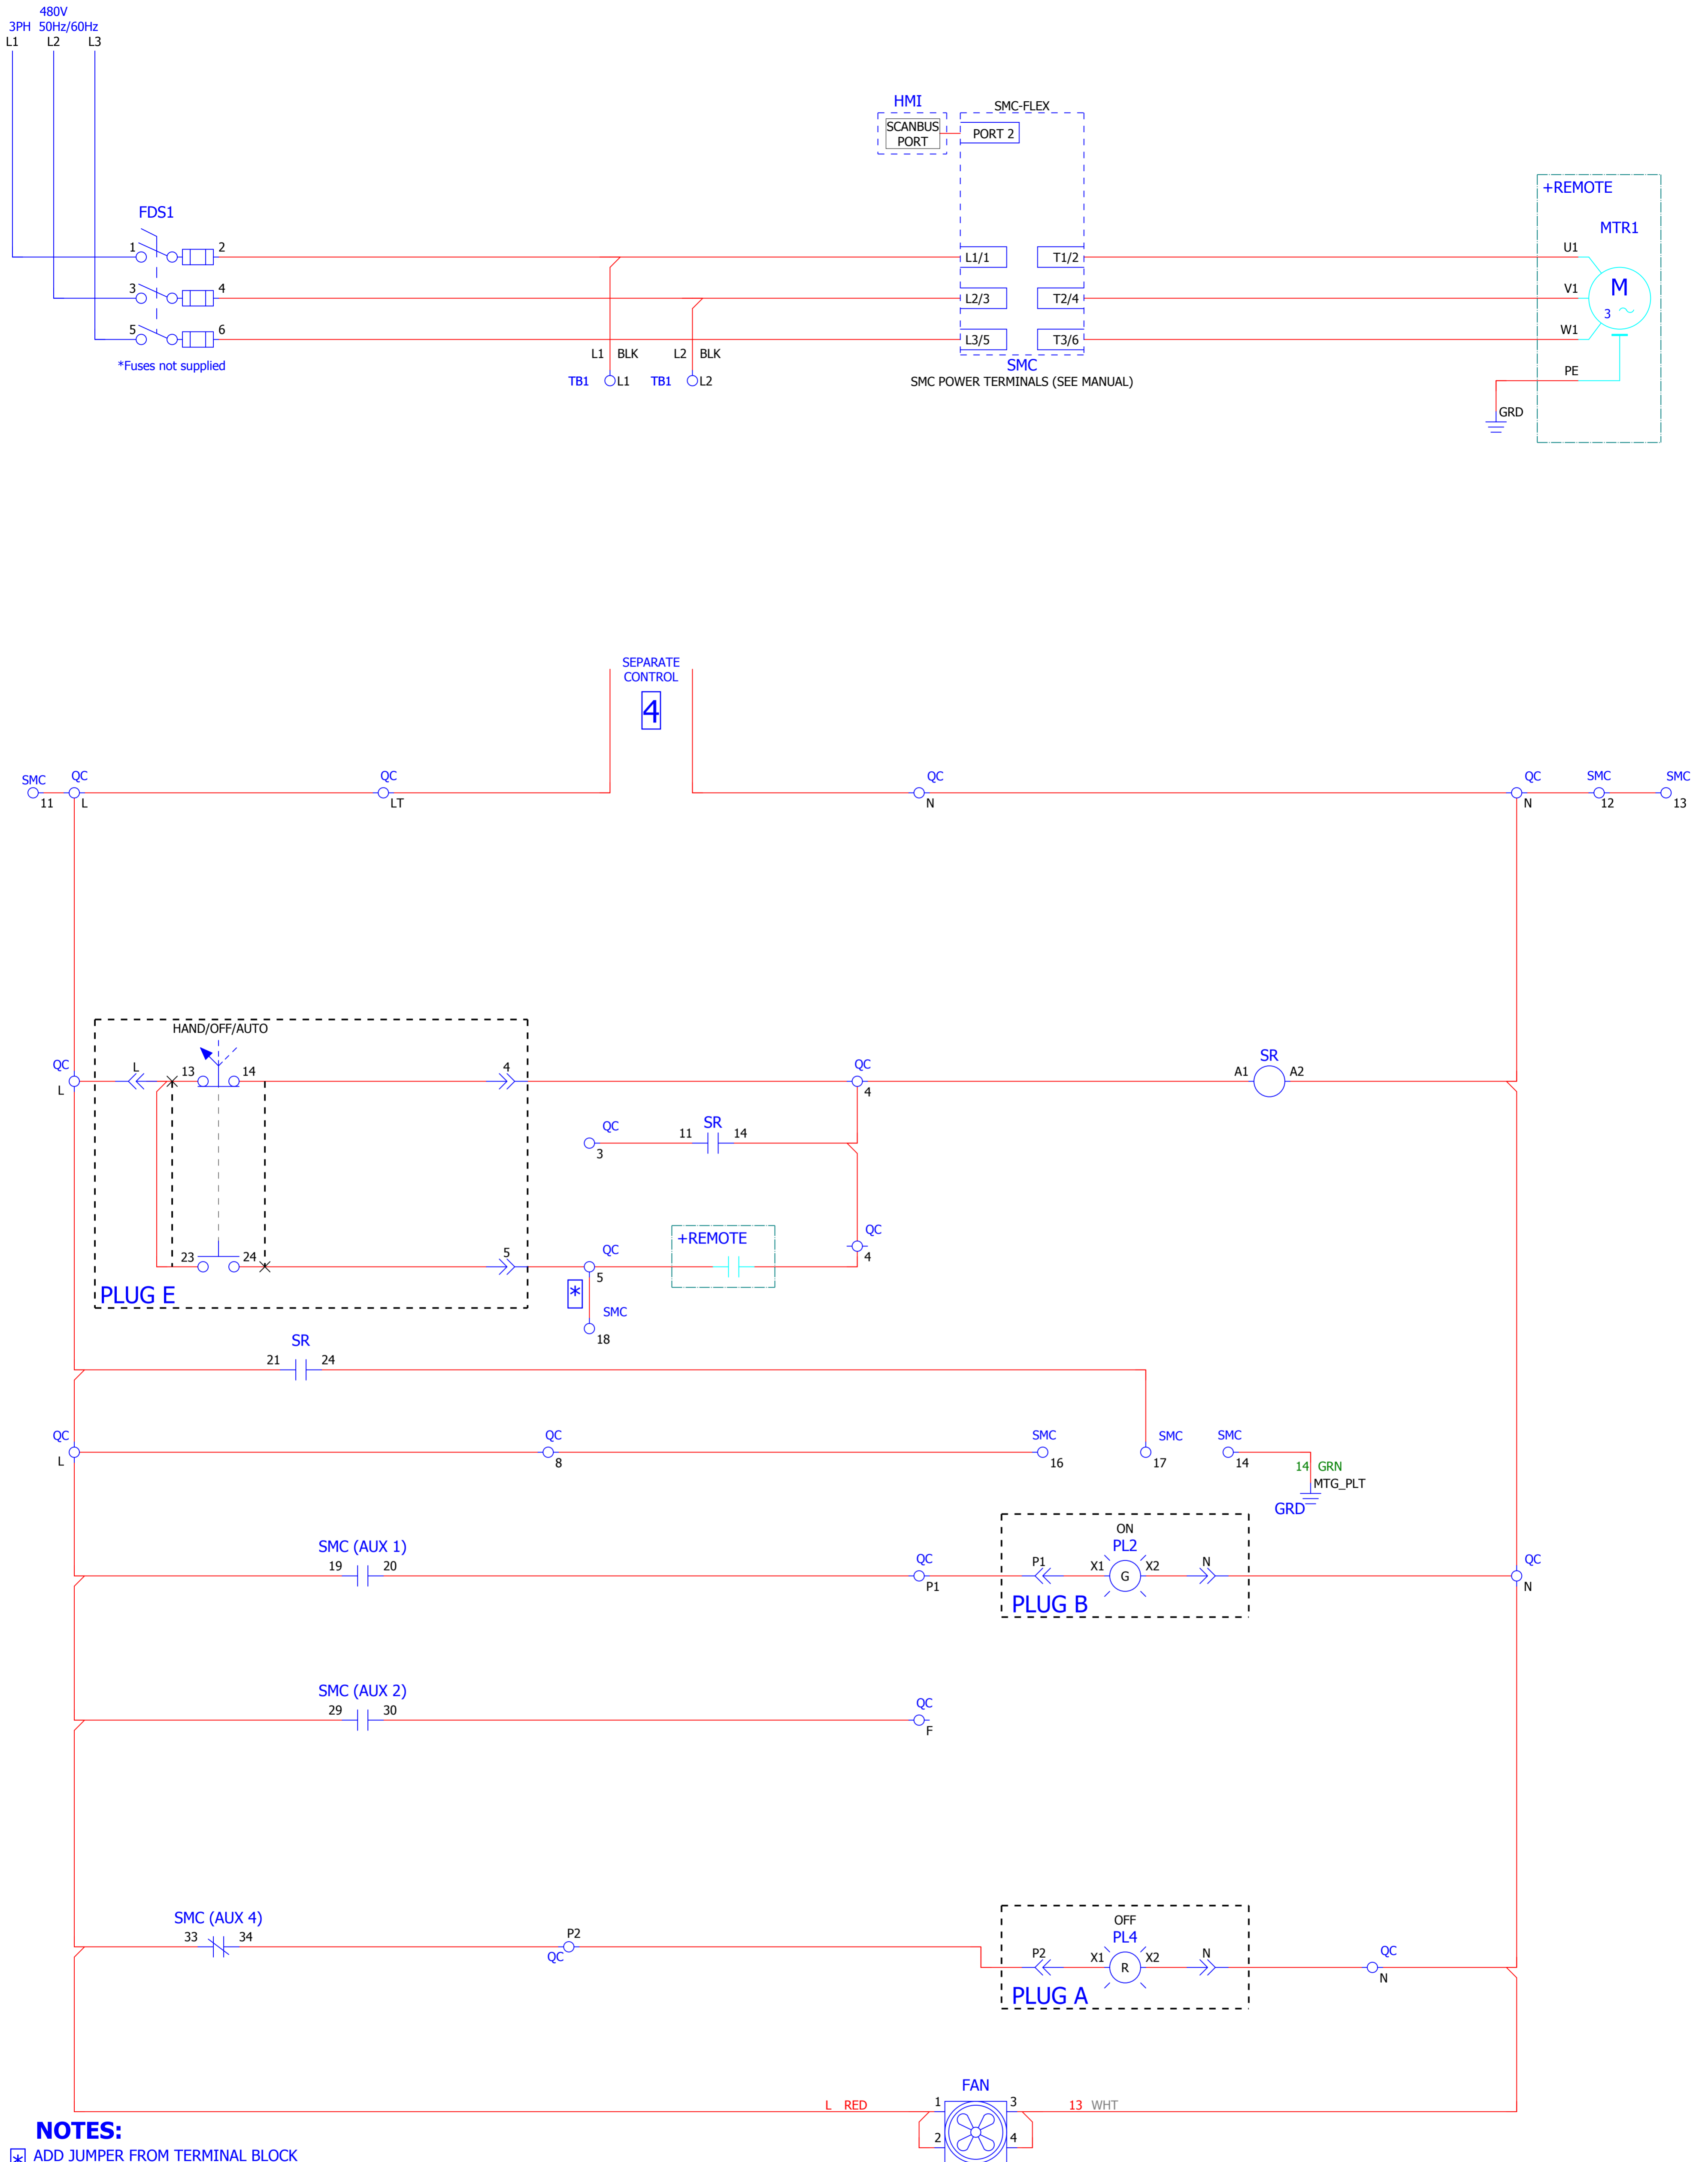 480V
3PH 50Hz/60Hz
L1 L2 L3
HMI
SCANBUS
PORT
SMC-FLEX
PORT 2
+REMOTE
MTR1
FDS1
1 2
3 4
5 6
*Fuses not supplied
L1/1 T1/2
L2/3 T2/4
L3/5 T3/6
U1
V1
W1
PE
M
3
GRD
L1 BLK L2 BLK
TB1 L1 TB1 L2
SMC
SMC POWER TERMINALS (SEE MANUAL)
SEPARATE
CONTROL
4
SMC QC QC QC QC SMC SMC
11 L LT N N 12 13
HAND/OFF/AUTO
QC L 13 14 4 QC SR
L 4 A1 A2
QC SR
3 11 14
QC
4
+REMOTE
23 24 5 QC
5
PLUG E
*
SMC
18
SR
21 24
QC QC SMC SMC SMC
L 8 16 17 14
14 GRN
MTG_PLT
GRD
SMC (AUX 1)
19 20
QC
P1
ON
PL2
P1 X1 G X2 N
PLUG B
QC
N
SMC (AUX 2)
29 30
QC
F
SMC (AUX 4)
33 34
P2
QC
OFF
PL4
P2 X1 R X2 N
PLUG A
QC
N
FAN
L RED 1 3 13 WHT
2 4
NOTES:
* ADD JUMPER FROM TERMINAL BLOCK